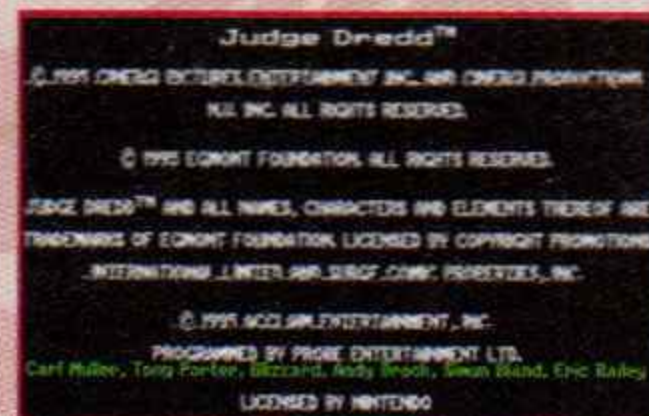 Judge Dredd™
© 1995 CINERGI PICTURES ENTERTAINMENT INC. AND CINERGI PRODUCTIONS
N.V. INC. ALL RIGHTS RESERVED.
© 1995 EGMONT FOUNDATION. ALL RIGHTS RESERVED.
JUDGE DREDD™ AND ALL NAMES, CHARACTERS AND ELEMENTS THEREOF ARE
TRADEMARKS OF EGMONT FOUNDATION. LICENSED BY COPYRIGHT PROMOTIONS
INTERNATIONAL LIMITED AND SURGE COMIC PROPERTIES, INC.
© 1995 ACCLAIM ENTERTAINMENT, INC.
PROGRAMMED BY PROBE ENTERTAINMENT LTD.
Carl Muller, Tony Porter, Blizzard, Andy Brock, Simon Bland, Eric Bailey
LICENSED BY NINTENDO